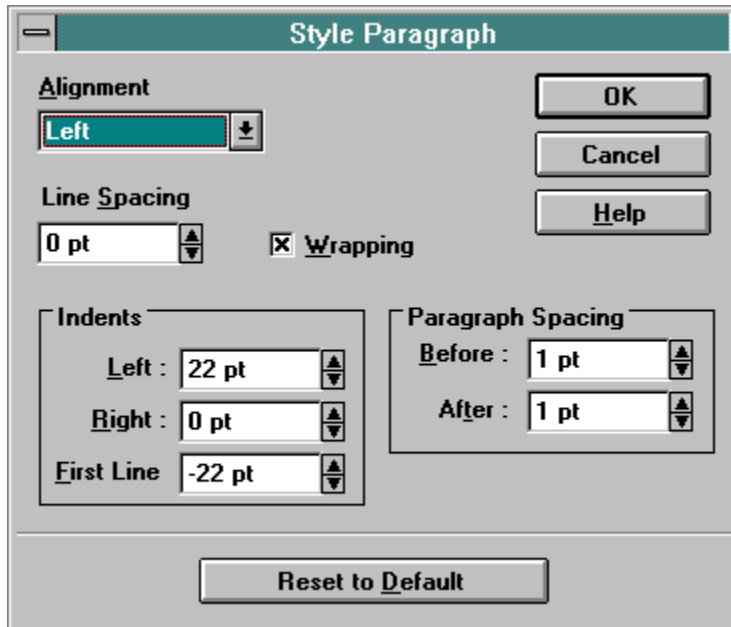 Style Paragraph
Alignment
Left
OK
Cancel
Help
Line Spacing
0 pt
Wrapping
Indents
Left : 22 pt
Right : 0 pt
First Line -22 pt
Paragraph Spacing
Before : 1 pt
After : 1 pt
Reset to Default